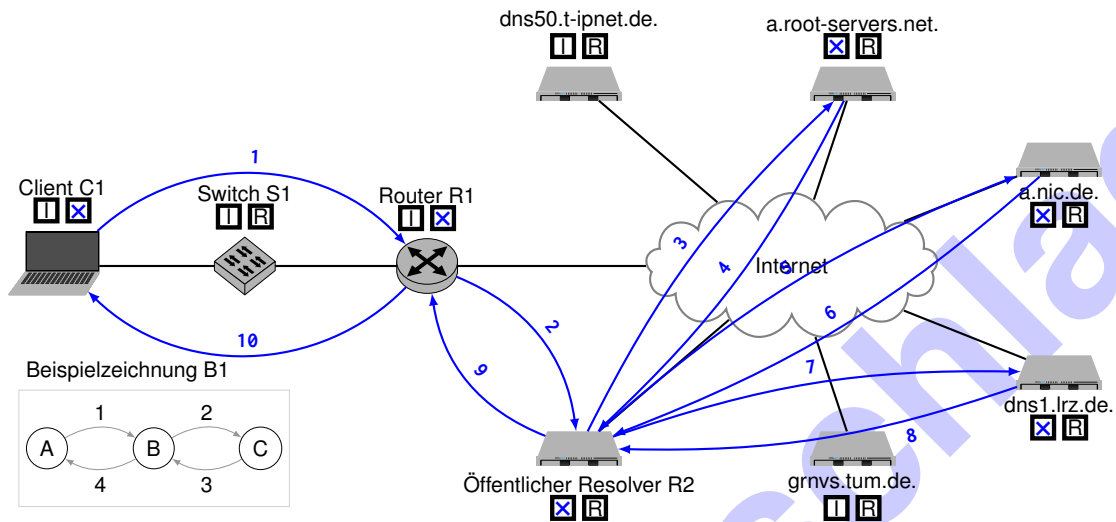 dns50.t-ipnet.de.
I R
a.root-servers.net.
R
Client C1
I
Switch S1
I R
Router R1
I
a.nic.de.
R
Internet
1
2
3
4
5
6
7
8
9
10
dns1.lrz.de.
R
Öffentlicher Resolver R2
R
grnvs.tum.de.
I R
Beispielzeichnung B1
A B C
1 2
4 3